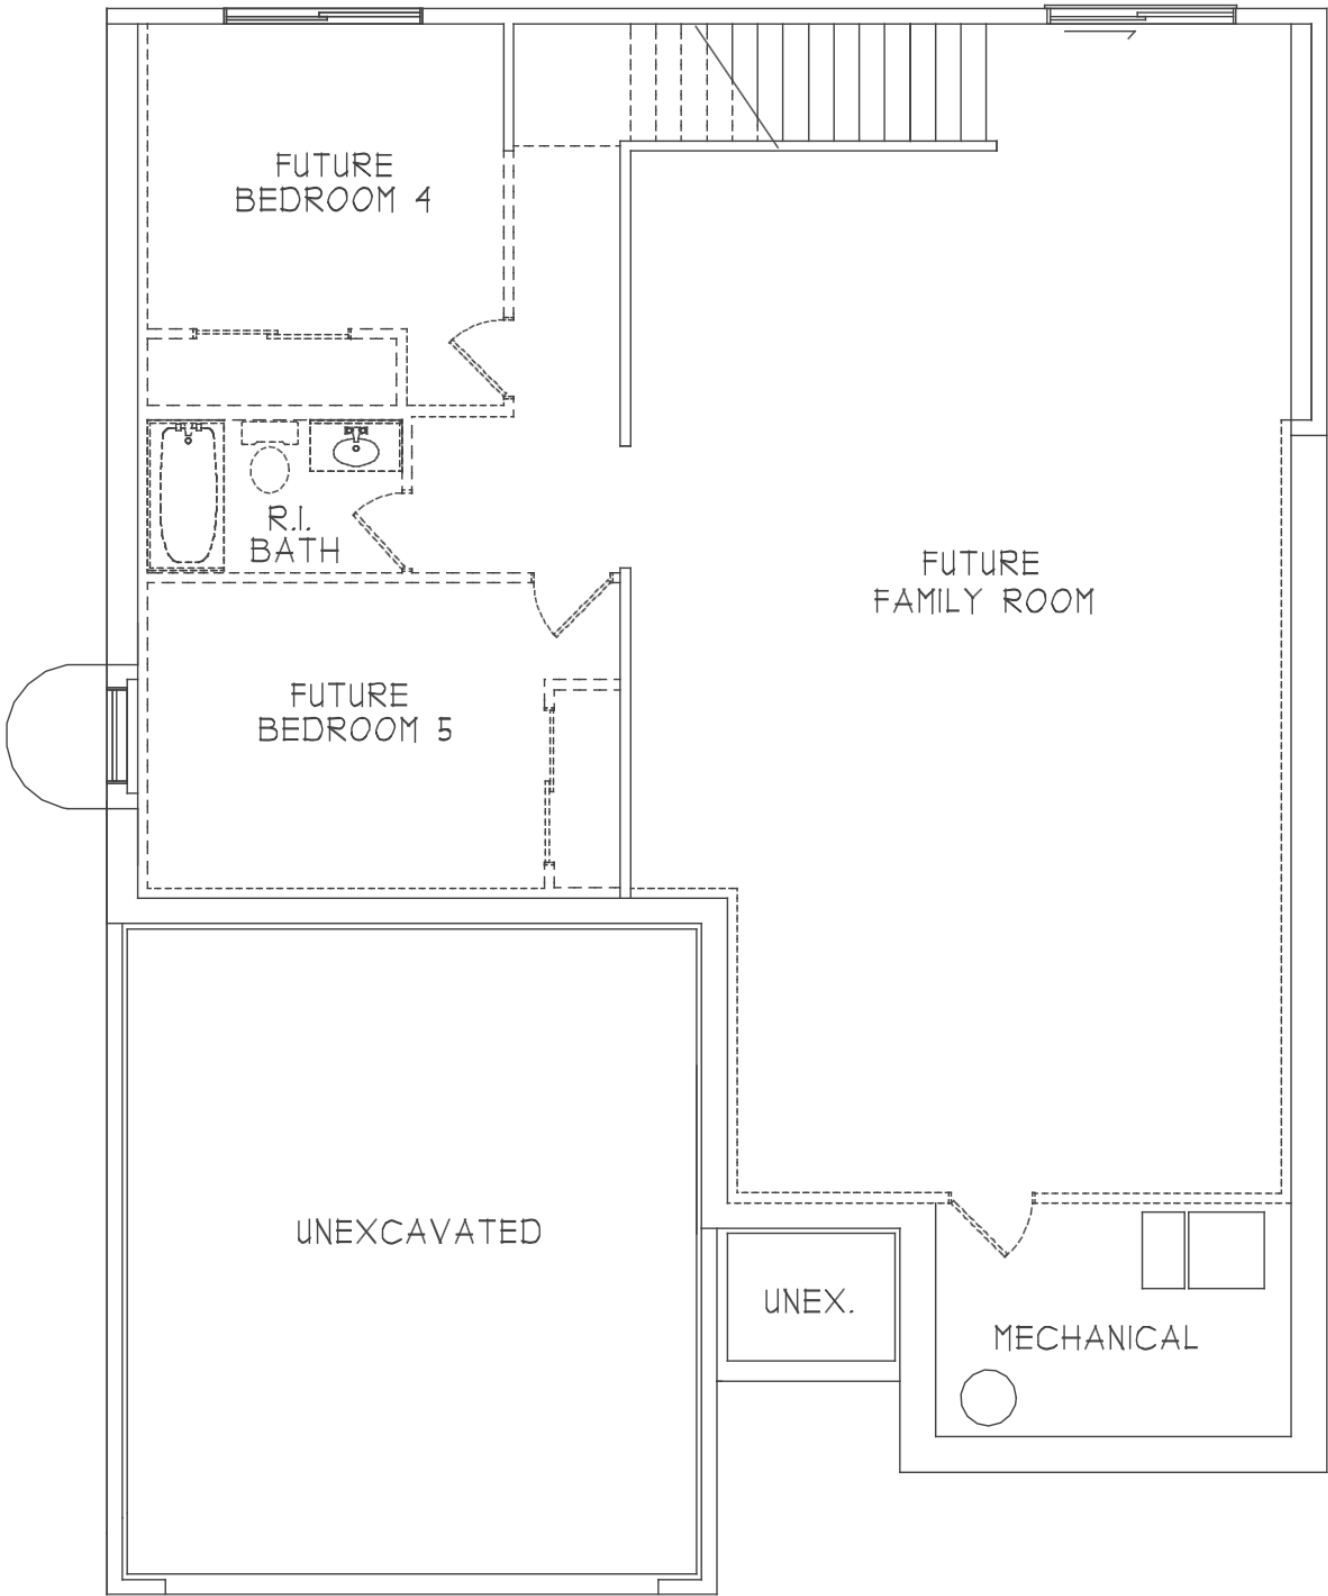 FUTURE
BEDROOM 4
R.I.
BATH
FUTURE
FAMILY ROOM
FUTURE
BEDROOM 5
UNEXCAVATED
UNEX.
MECHANICAL